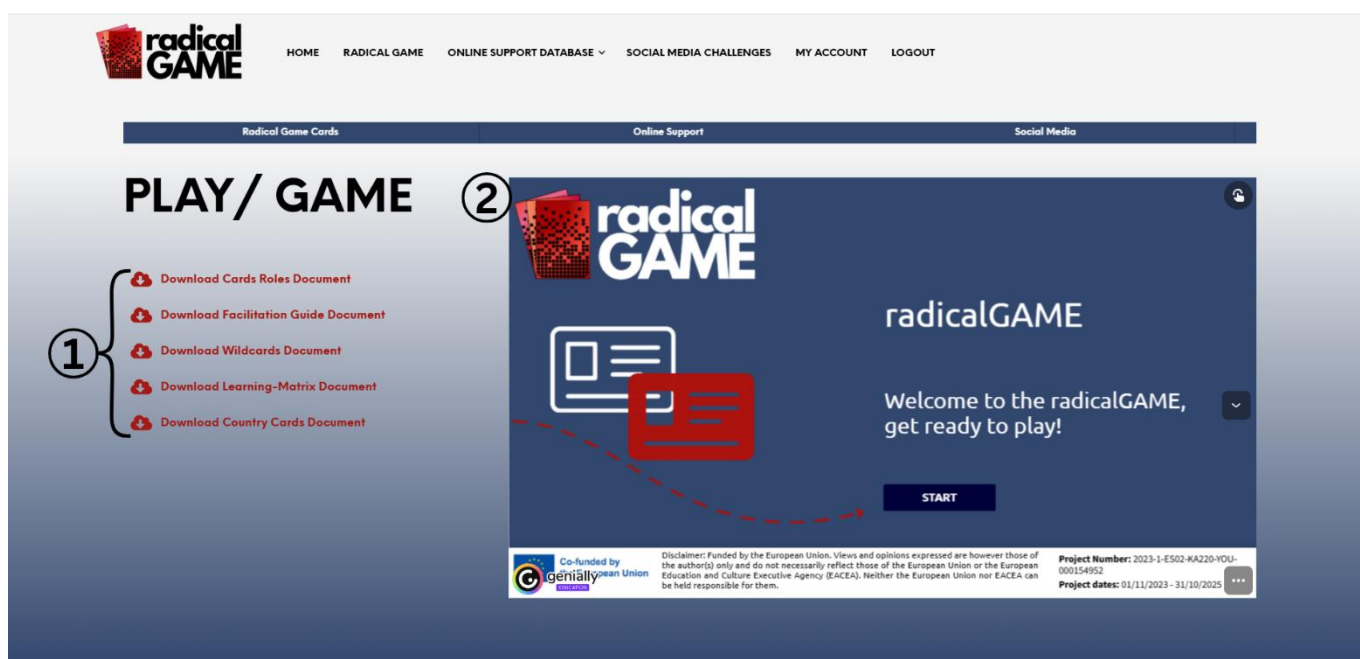 radical
GAME
HOME RADICAL GAME ONLINE SUPPORT DATABASE SOCIAL MEDIA CHALLENGES MY ACCOUNT LOGOUT
Radical Game Cards Online Support Social Media
PLAY/ GAME
1
Download Cards Roles Document
Download Facilitation Guide Document
Download Wildcards Document
Download Learning-Matrix Document
Download Country Cards Document
2
radical
GAME
radicalGAME
Welcome to the radicalGAME,
get ready to play!
START
Co-funded by
European Union
genially
EDUCATION
Disclaimer: Funded by the European Union. Views and opinions expressed are however those of
the author(s) only and do not necessarily reflect those of the European Union or the European
Education and Culture Executive Agency (EACEA). Neither the European Union nor EACEA can
be held responsible for them.
Project Number: 2023-1-ES02-KA220-YOU-
000154952
Project dates: 01/11/2023 - 31/10/2025